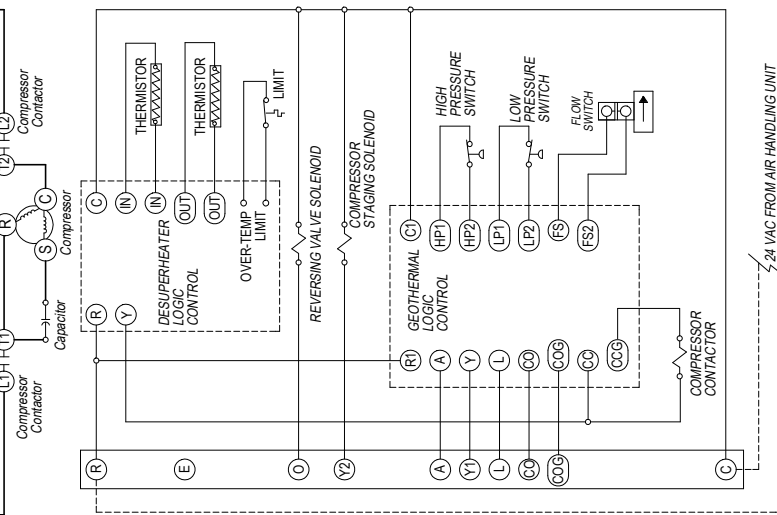 L1
T1
R
T2
L2
Compressor
Contactor
Compressor
Contactor
Capacitor
S
C
Compressor
R
Y
C
IN
IN
OUT
OUT
DESUPERHEATER
LOGIC
CONTROL
OVER-TEMP
LIMIT
THERMISTOR
THERMISTOR
LIMIT
REVERSING VALVE SOLENOID
COMPRESSOR
STAGING SOLENOID
R1
A
Y
L
CO
COG
CC
CCG
GEOTHERMAL
LOGIC
CONTROL
C1
HP1
HP2
LP1
LP2
FS
FS2
HIGH
PRESSURE
SWITCH
LOW
PRESSURE
SWITCH
FLOW
SWITCH
COMPRESSOR
CONTACTOR
R
E
O
Y2
A
Y1
L
CO
COG
C
24 VAC FROM AIR HANDLING UNIT